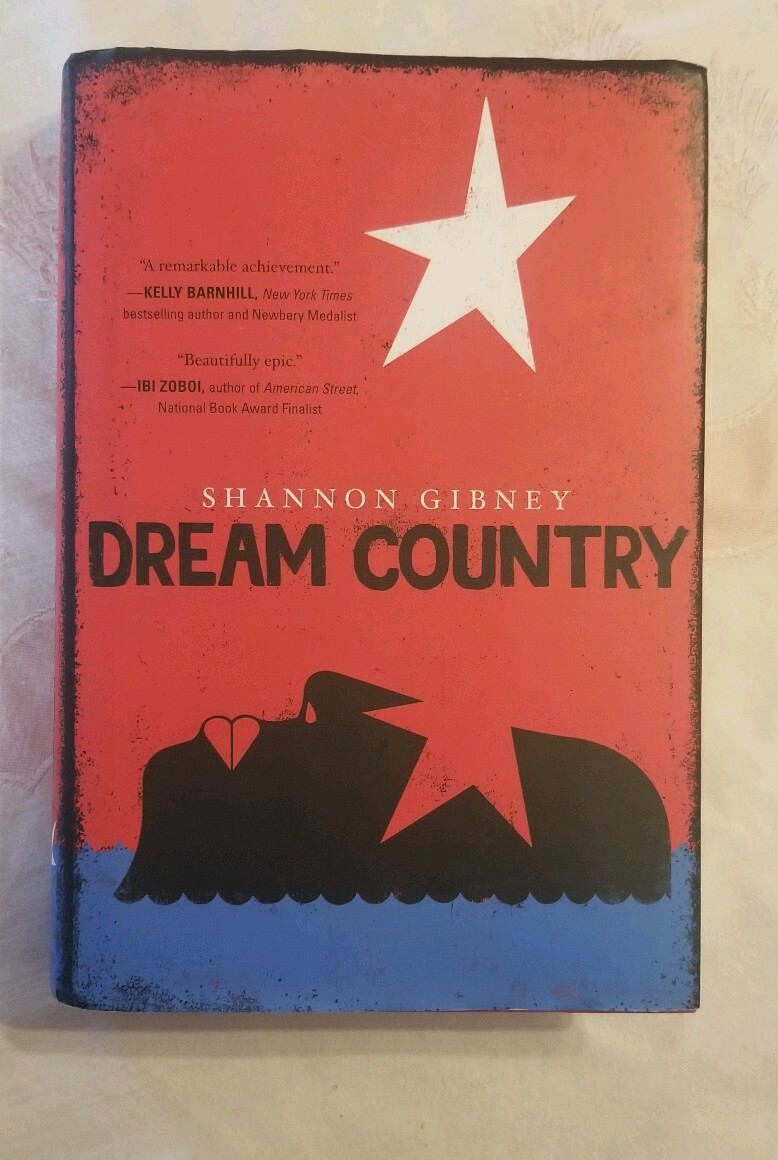 “A remarkable achievement.”
—KELLY BARNHILL, New York Times
bestselling author and Newbery Medalist
“Beautifully epic.”
—IBI ZOBOI, author of American Street,
National Book Award Finalist
SHANNON GIBNEY
DREAM COUNTRY